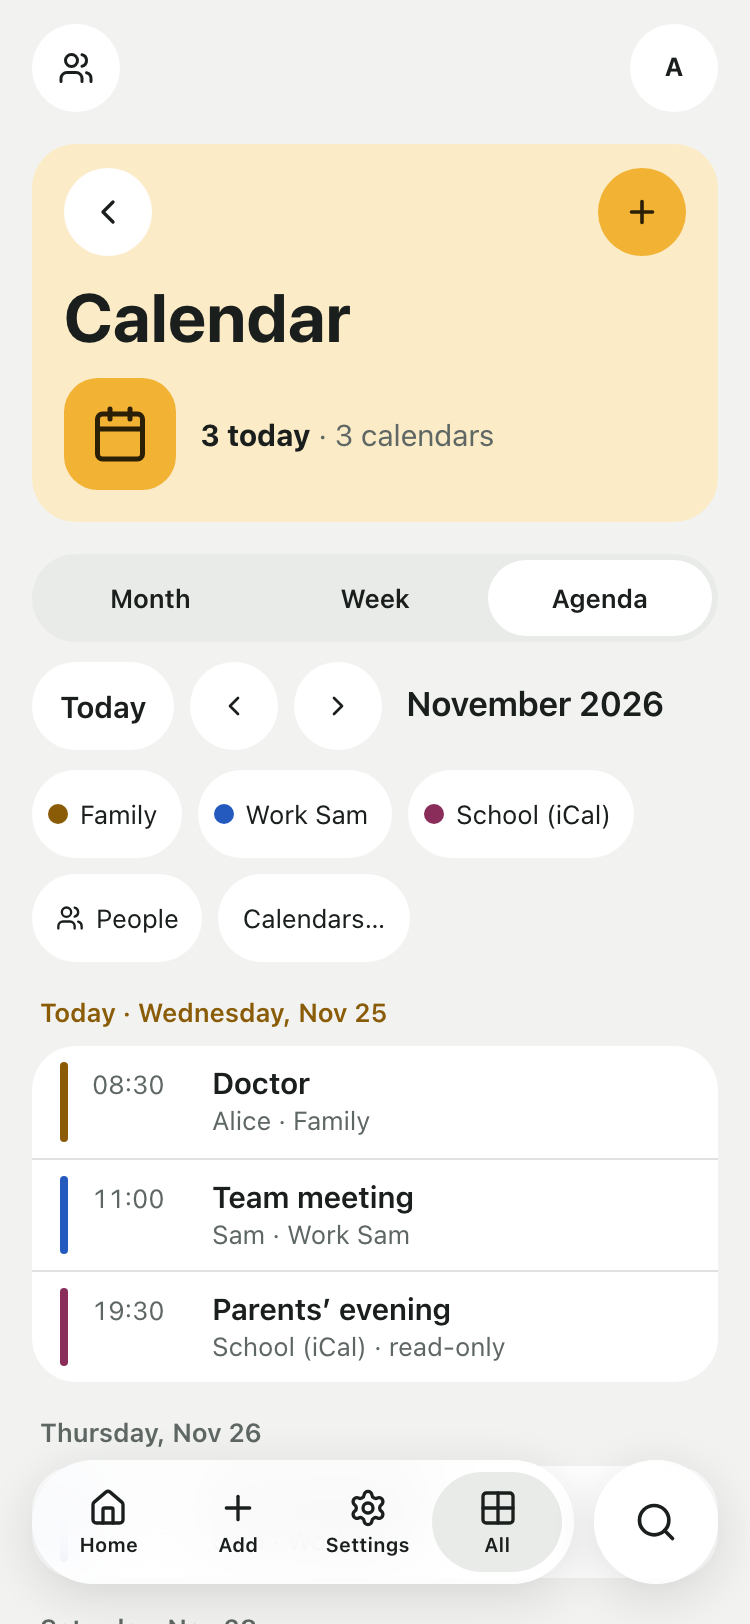 A
Calendar
3 today · 3 calendars
Month Week Agenda
Today November 2026
Family Work Sam School (iCal)
People Calendars...
Today · Wednesday, Nov 25
08:30 Doctor
Alice · Family
11:00 Team meeting
Sam · Work Sam
19:30 Parents’ evening
School (iCal) · read-only
Thursday, Nov 26
Home Add Settings All